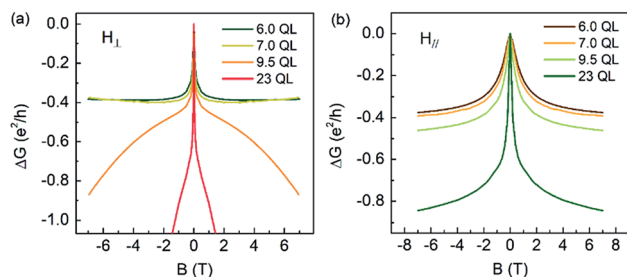 (a)
H⊥
6.0 QL
7.0 QL
9.5 QL
23 QL
ΔG (e²/h)
0.0
-0.2
-0.4
-0.6
-0.8
-1.0
-6 -4 -2 0 2 4 6
B (T)
(b)
H//
6.0 QL
7.0 QL
9.5 QL
23 QL
ΔG (e²/h)
0.0
-0.2
-0.4
-0.6
-0.8
-8 -6 -4 -2 0 2 4 6 8
B (T)